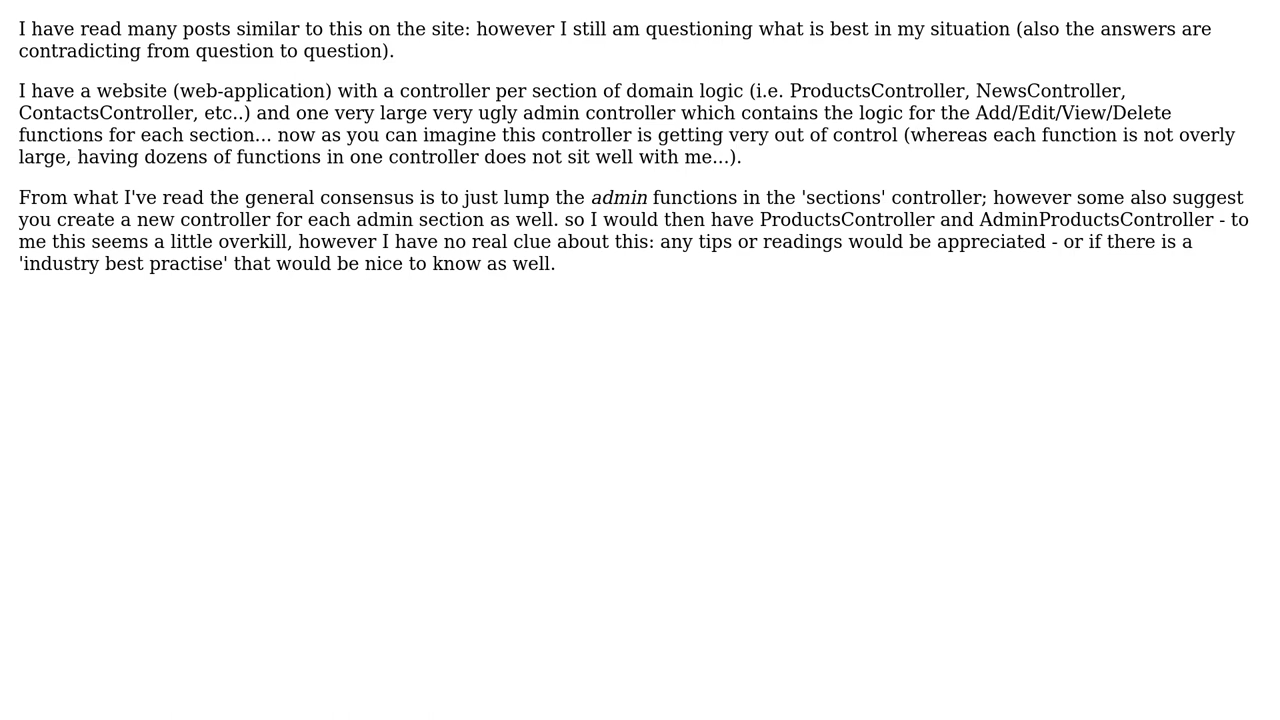 I have read many posts similar to this on the site: however I still am questioning what is best in my situation (also the answers are
contradicting from question to question).
I have a website (web-application) with a controller per section of domain logic (i.e. ProductsController, NewsController,
ContactsController, etc..) and one very large very ugly admin controller which contains the logic for the Add/Edit/View/Delete
functions for each section... now as you can imagine this controller is getting very out of control (whereas each function is not overly
large, having dozens of functions in one controller does not sit well with me...).
From what I've read the general consensus is to just lump the admin functions in the 'sections' controller; however some also suggest
you create a new controller for each admin section as well. so I would then have ProductsController and AdminProductsController - to
me this seems a little overkill, however I have no real clue about this: any tips or readings would be appreciated - or if there is a
'industry best practise' that would be nice to know as well.